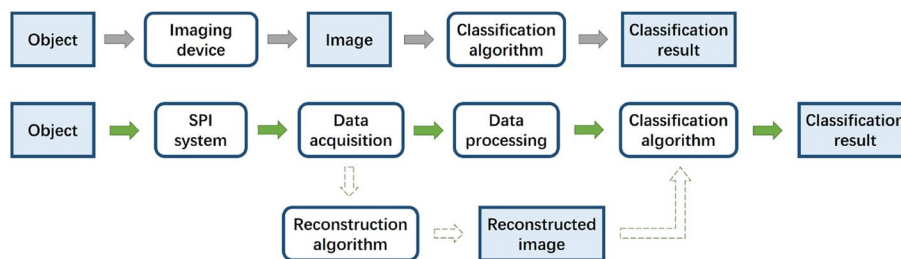 Object
Imaging
device
Image
Classification
algorithm
Classification
result
Object
SPI
system
Data
acquisition
Data
processing
Classification
algorithm
Classification
result
Reconstruction
algorithm
Reconstructed
image